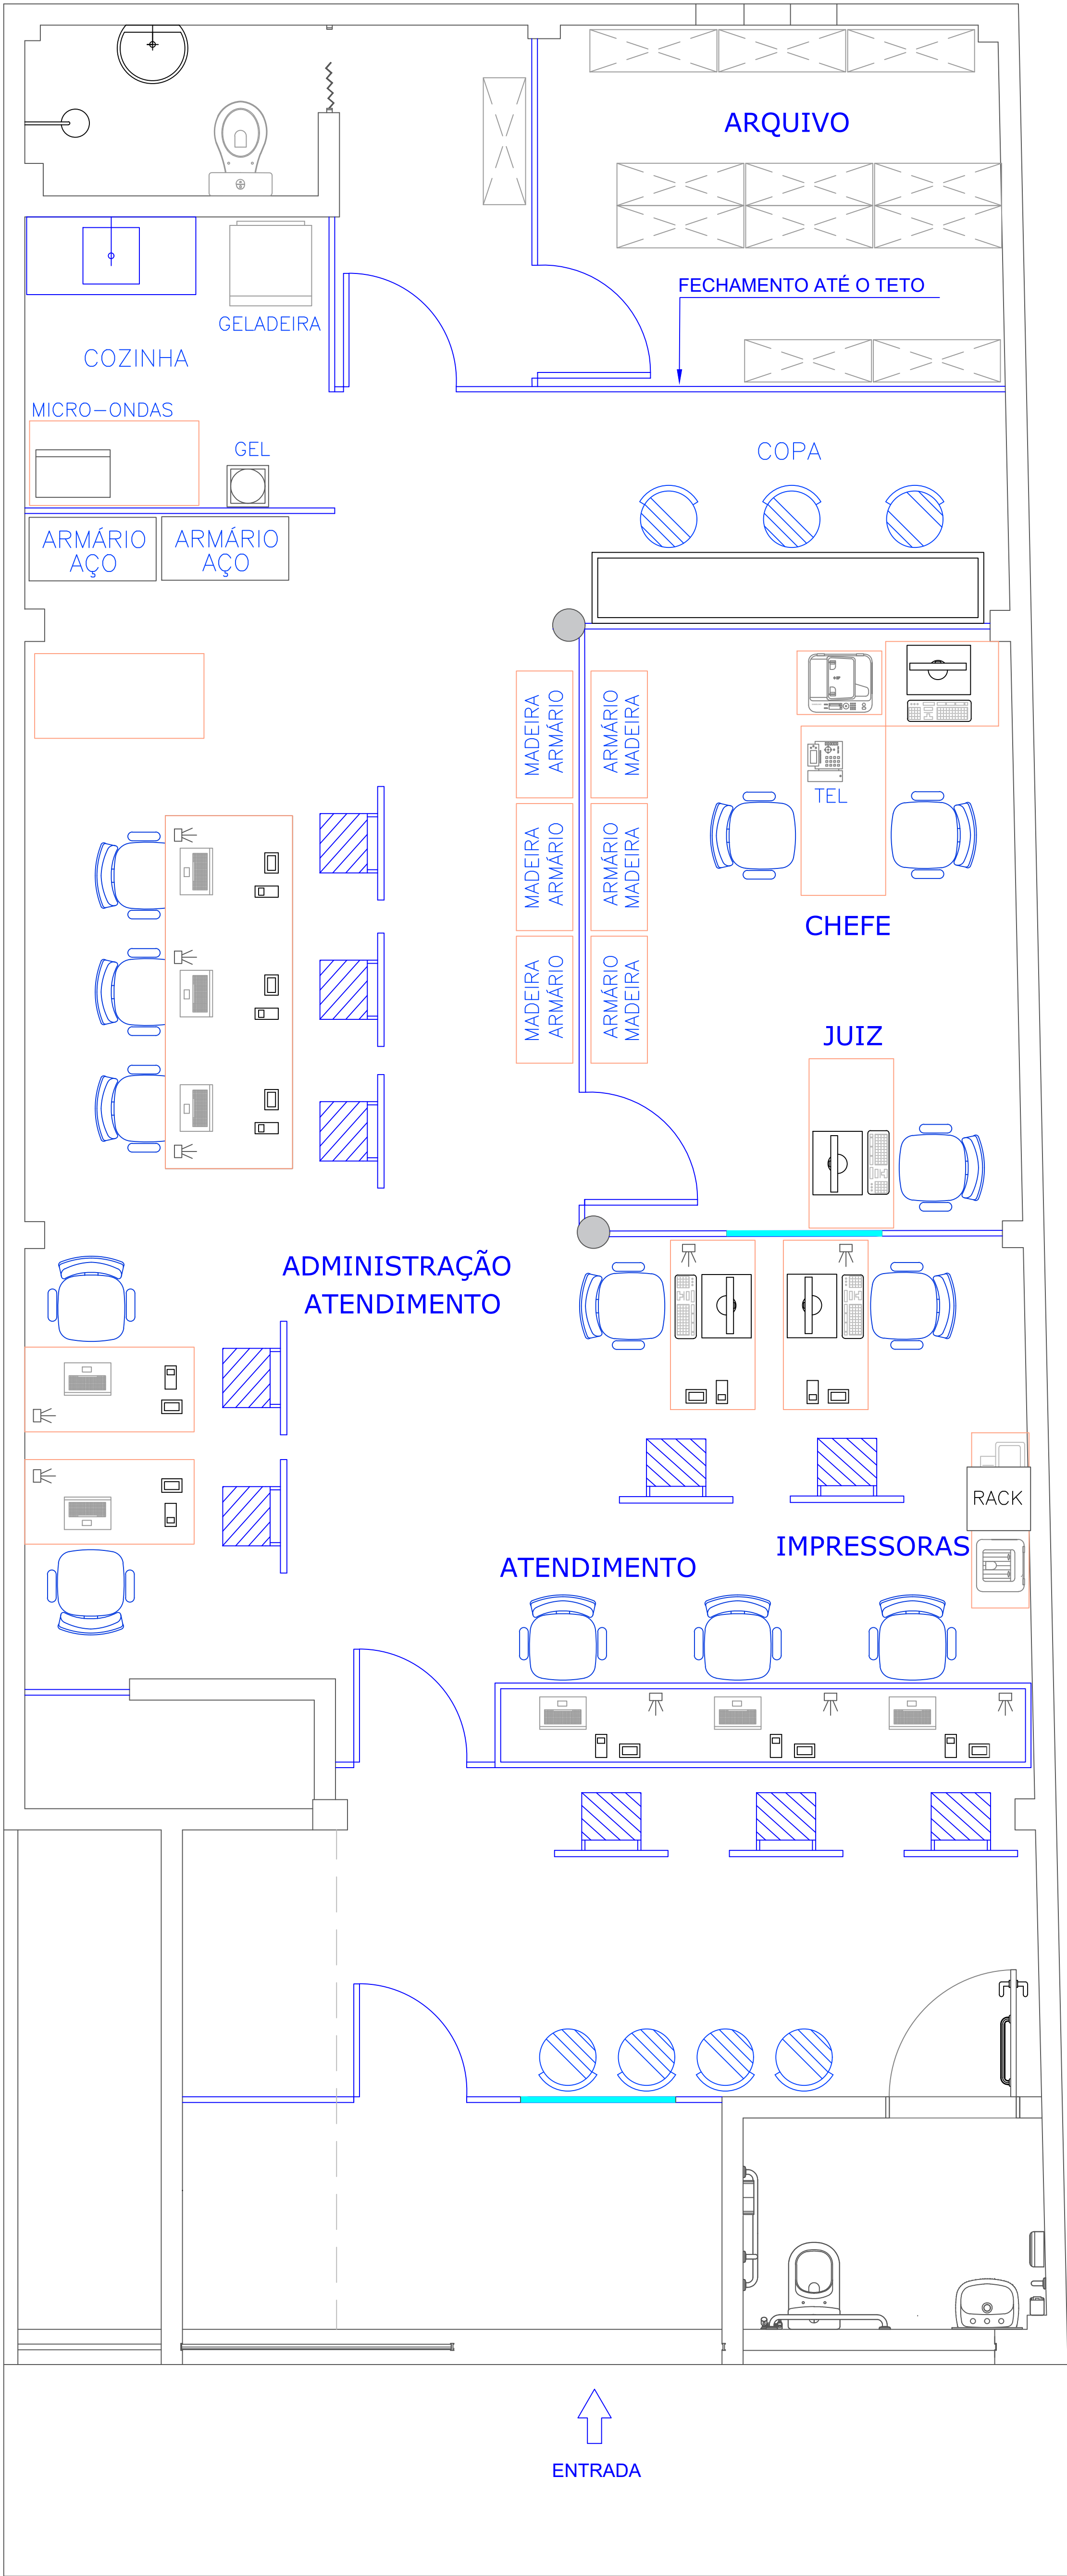 ARQUIVO
FECHAMENTO ATÉ O TETO
GELADEIRA
COZINHA
MICRO-ONDAS
GEL
COPA
ARMÁRIO
AÇO
ARMÁRIO
AÇO
MADEIRA
ARMÁRIO
ARMÁRIO
MADEIRA
MADEIRA
ARMÁRIO
ARMÁRIO
MADEIRA
MADEIRA
ARMÁRIO
ARMÁRIO
MADEIRA
TEL
CHEFE
JUIZ
ADMINISTRAÇÃO
ATENDIMENTO
RACK
IMPRESSORAS
ATENDIMENTO
ENTRADA